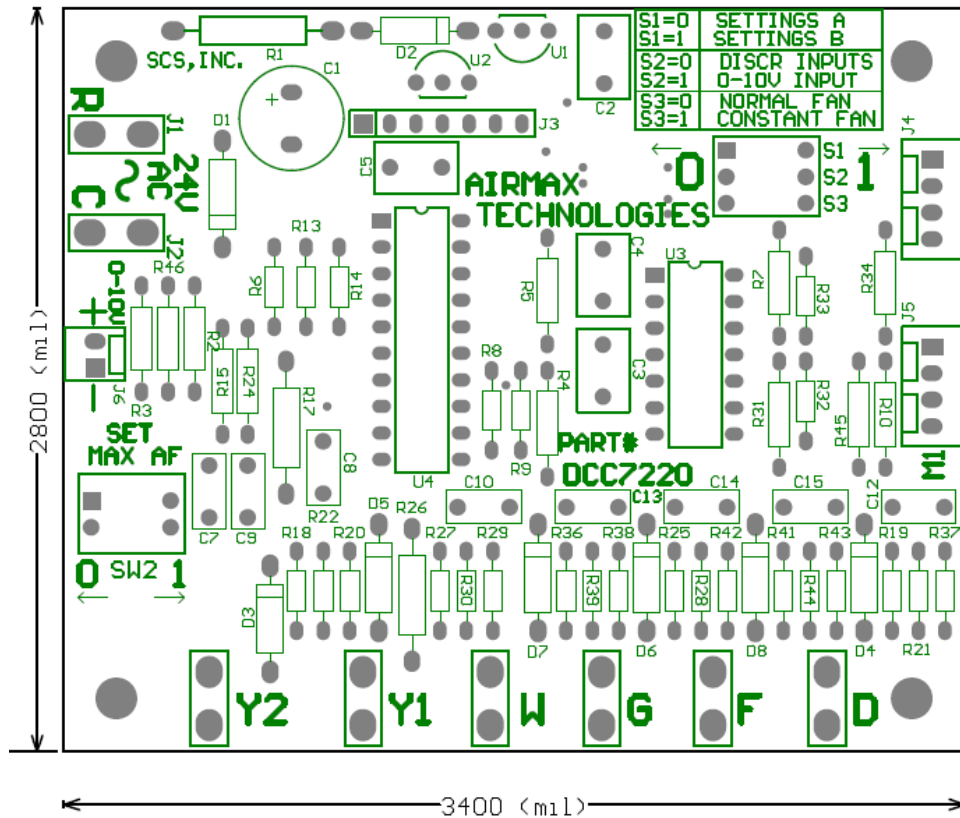 S1=0 SETTINGS A
S1=1 SETTINGS B
S2=0 DISCR INPUTS
S2=1 0-10V INPUT
S3=0 NORMAL FAN
S3=1 CONSTANT FAN
R1
D2
U2
U1
C2
SCS,INC.
C1
+
R
J1
D1
J3
J4
C5
24V
AC
~
C
J2
0
S1
S2
S3
1
AIRMAX
TECHNOLOGIES
R46
R13
R6
R14
R5
C4
U3
R7
R33
R34
0-10V
+
-
J6
R3
R2
R15
R24
R17
R8
R9
R4
C3
R31
R32
R45
R10
J5
M1
SET
MAX AF
PART#
DCC7220
C8
R22
U4
C10
C13
C14
C15
C12
C7
C9
0
SW2
1
R18
R20
D5
R26
R27
R29
R36
R38
R25
R42
R41
R43
R19
R37
D3
R30
R39
R28
R44
D7
D6
D8
D4
R21
Y2
Y1
W
G
F
D
2800 (mil)
3400 (mil)